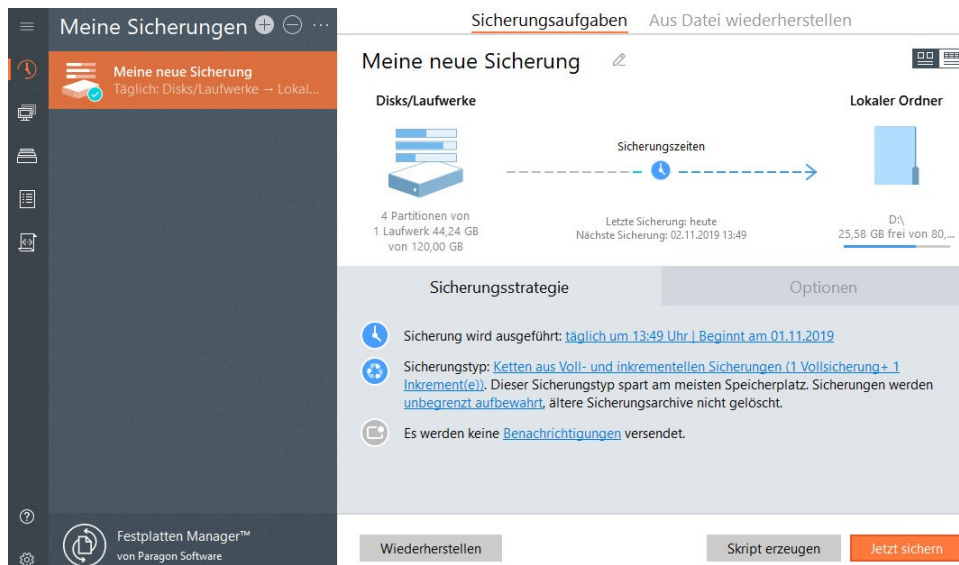 Meine Sicherungen
Meine neue Sicherung
Täglich: Disks/Laufwerke → Lokal...
Festplatten Manager™
von Paragon Software
Sicherungsaufgaben
Aus Datei wiederherstellen
Meine neue Sicherung
Disks/Laufwerke
4 Partitionen von
1 Laufwerk 44,24 GB
von 120,00 GB
Sicherungszeiten
Letzte Sicherung: heute
Nächste Sicherung: 02.11.2019 13:49
Lokaler Ordner
D:\
25,58 GB frei von 80,...
Sicherungsstrategie
Optionen
Sicherung wird ausgeführt: täglich um 13:49 Uhr | Beginnt am 01.11.2019
Sicherungstyp: Ketten aus Voll- und inkrementellen Sicherungen (1 Vollsicherung+ 1
Inkrement(e)). Dieser Sicherungstyp spart am meisten Speicherplatz. Sicherungen werden
unbegrenzt aufbewahrt, ältere Sicherungsarchive nicht gelöscht.
Es werden keine Benachrichtigungen versendet.
Wiederherstellen
Skript erzeugen
Jetzt sichern